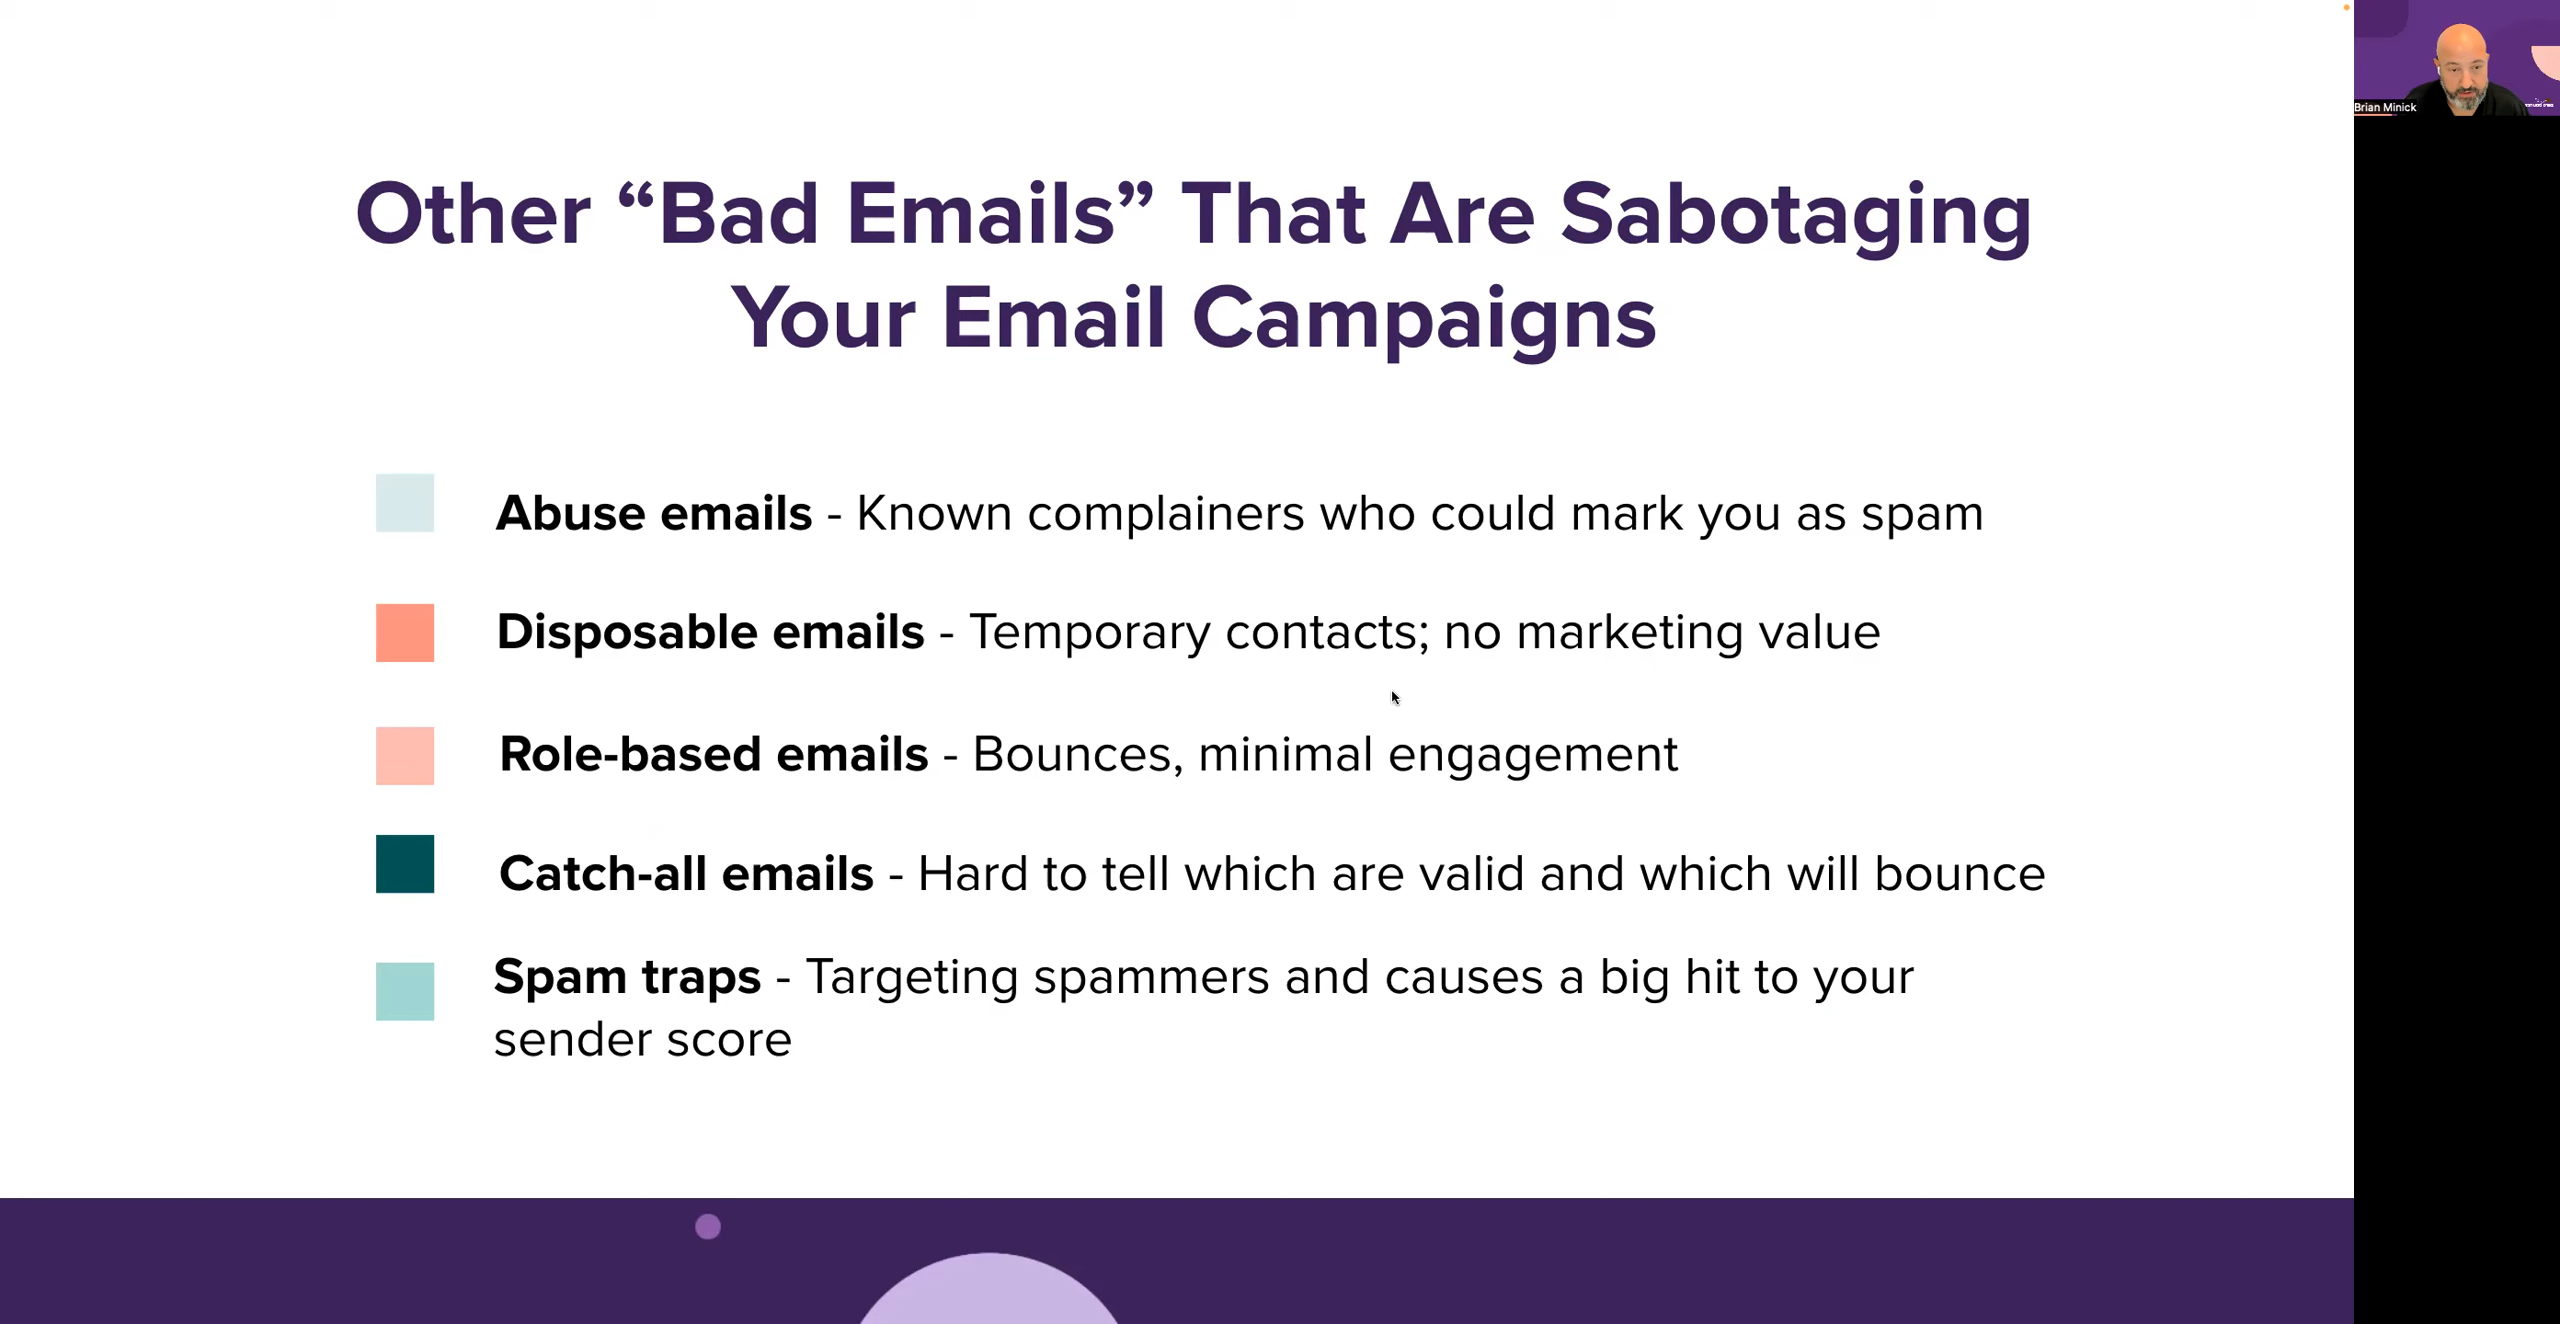 Other “Bad Emails” That Are Sabotaging
Your Email Campaigns
Abuse emails - Known complainers who could mark you as spam
Disposable emails - Temporary contacts; no marketing value
Role-based emails - Bounces, minimal engagement
Catch-all emails - Hard to tell which are valid and which will bounce
Spam traps - Targeting spammers and causes a big hit to your
sender score
Brian Minick